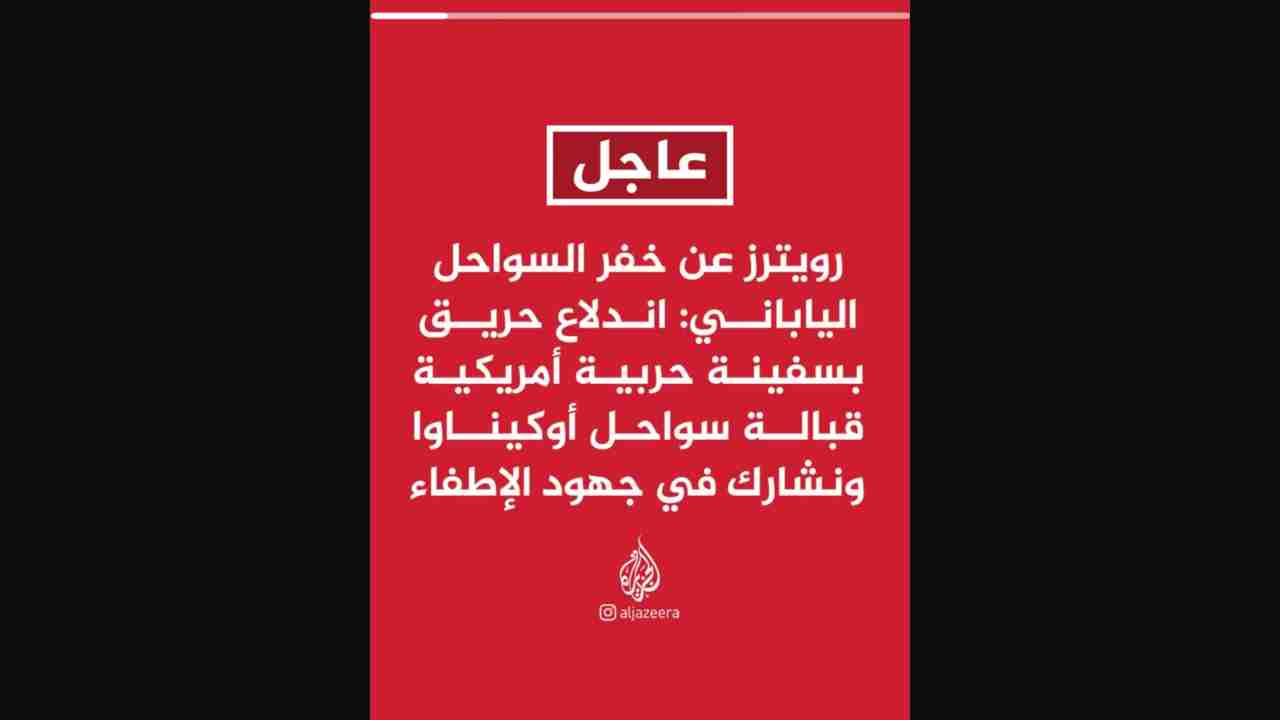 عاجل
رويترز عن خفر السواحل
الياباني: اندلاع حريق
بسفينة حربية أمريكية
قبالة سواحل أوكيناوا
ونشارك في جهود الإطفاء
الجزيرة
aljazeera